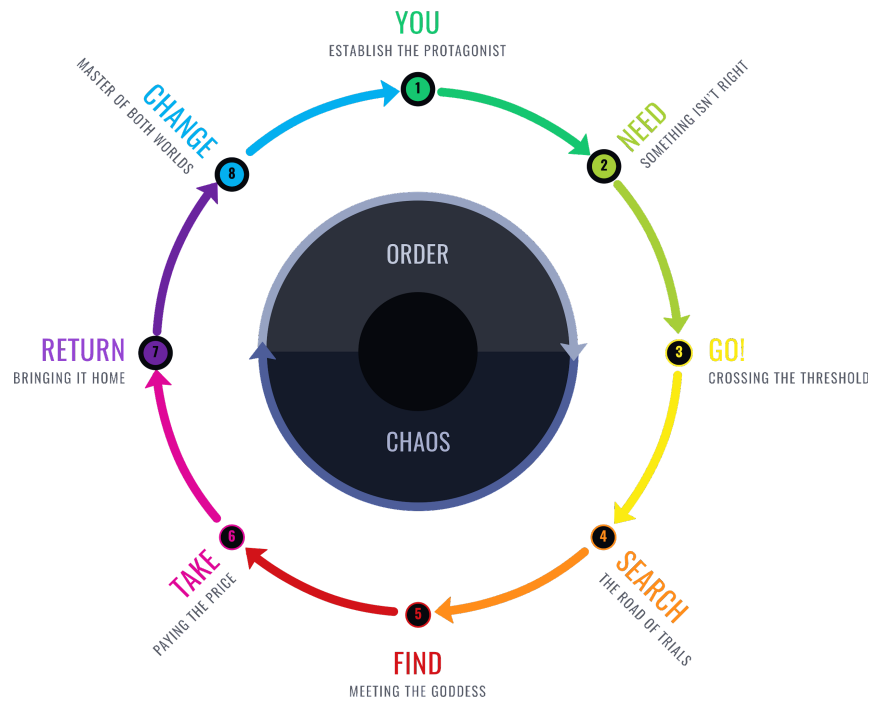 YOU
ESTABLISH THE PROTAGONIST
1
NEED
SOMETHING ISN'T RIGHT
2
GO!
CROSSING THE THRESHOLD
3
SEARCH
THE ROAD OF TRIALS
4
FIND
MEETING THE GODDESS
5
TAKE
PAYING THE PRICE
6
RETURN
BRINGING IT HOME
7
CHANGE
MASTER OF BOTH WORLDS
8
ORDER
CHAOS